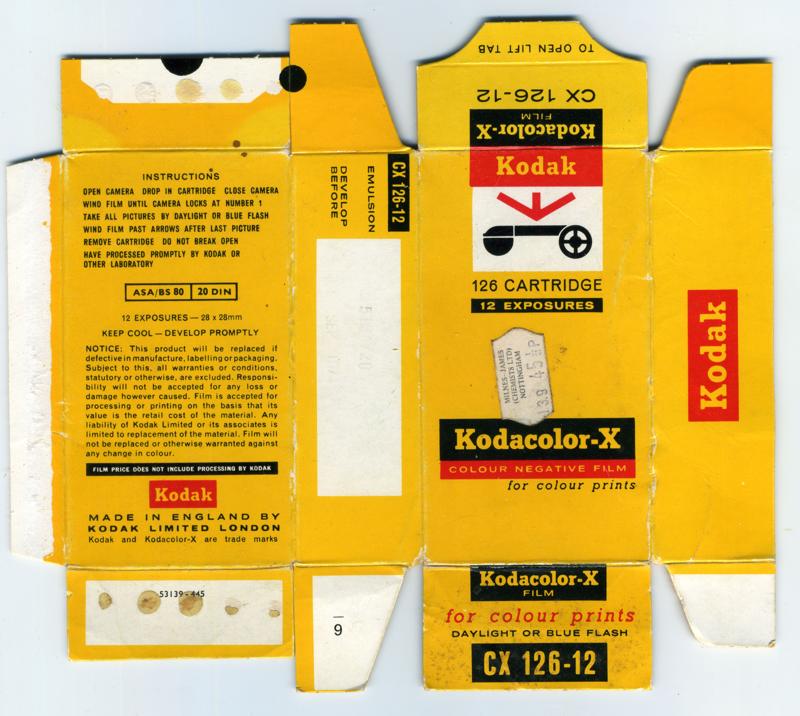 INSTRUCTIONS
OPEN CAMERA DROP IN CARTRIDGE CLOSE CAMERA
WIND FILM UNTIL CAMERA LOCKS AT NUMBER 1
TAKE ALL PICTURES BY DAYLIGHT OR BLUE FLASH
WIND FILM PAST ARROWS AFTER LAST PICTURE
REMOVE CARTRIDGE DO NOT BREAK OPEN
HAVE PROCESSED PROMPTLY BY KODAK OR
OTHER LABORATORY
ASA/BS 80 20 DIN
12 EXPOSURES — 28 x 28mm
KEEP COOL — DEVELOP PROMPTLY
NOTICE: This product will be replaced if
defective in manufacture, labelling or packaging.
Subject to this, all warranties or conditions,
statutory or otherwise, are excluded. Responsi-
bility will not be accepted for any loss or
damage however caused. Film is accepted for
processing or printing on the basis that its
value is the retail cost of the material. Any
liability of Kodak Limited or its associates is
limited to replacement of the material. Film will
not be replaced or otherwise warranted against
any change in colour.
FILM PRICE DOES NOT INCLUDE PROCESSING BY KODAK
Kodak
MADE IN ENGLAND BY
KODAK LIMITED LONDON
Kodak and Kodacolor-X are trade marks
53139-445
CX 126-12
EMULSION
DEVELOP
BEFORE
9
TO OPEN LIFT TAB
CX 126-12
Kodacolor-X
FILM
Kodak
126 CARTRIDGE
12 EXPOSURES
MILNES-JAMES
(CHEMISTS LTD)
NOTTINGHAM
Kodacolor-X
COLOUR NEGATIVE FILM
for colour prints
Kodacolor-X
FILM
for colour prints
DAYLIGHT OR BLUE FLASH
CX 126-12
Kodak